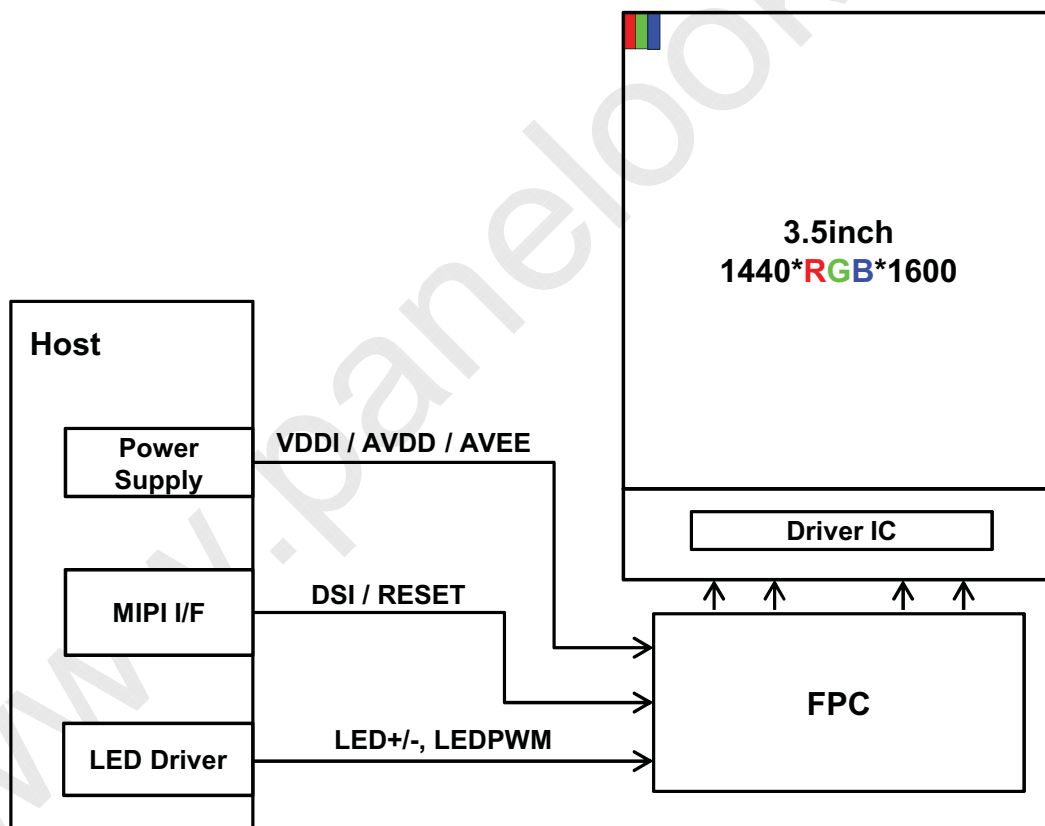 3.5inch
1440*RGB*1600
Host
Power
Supply
VDDI / AVDD / AVEE
Driver IC
MIPI I/F
DSI / RESET
FPC
LED Driver
LED+/-, LEDPWM
www.panelook